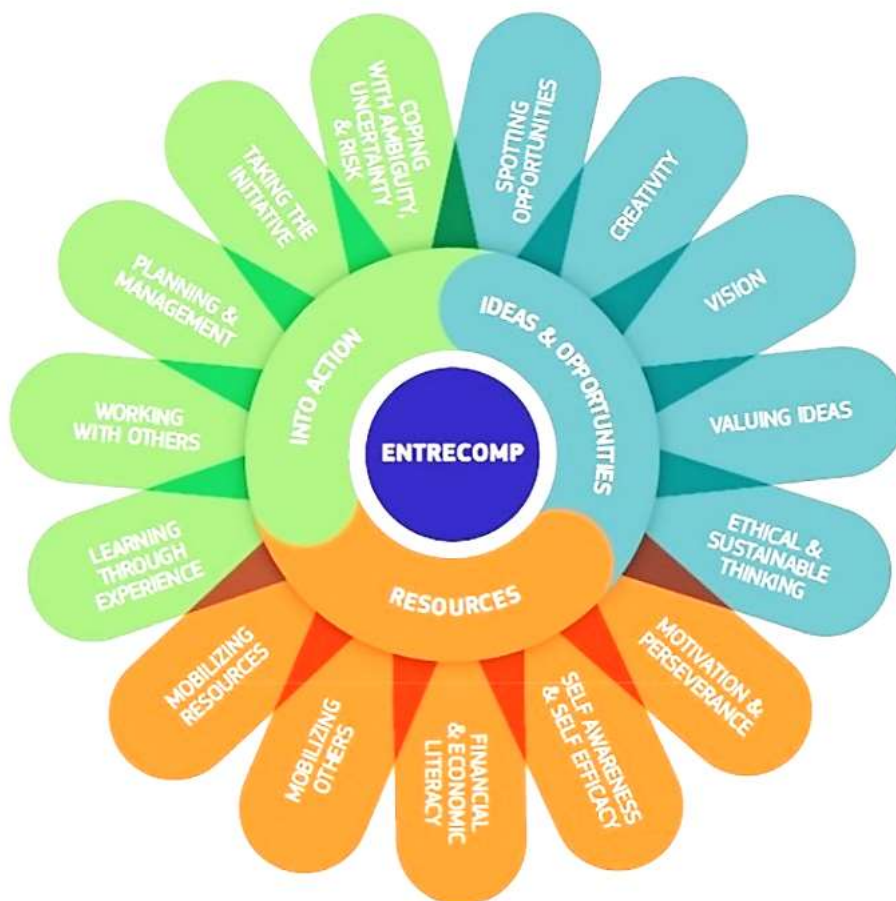 ENTRECOMP
IDEAS & OPPORTUNITIES
SPOTTING
OPPORTUNITIES
CREATIVITY
VISION
VALUING IDEAS
ETHICAL &
SUSTAINABLE
THINKING
RESOURCES
MOTIVATION &
PERSEVERANCE
SELF AWARENESS
& SELF EFFICACY
FINANCIAL
& ECONOMIC
LITERACY
MOBILIZING
OTHERS
MOBILIZING
RESOURCES
INTO ACTION
LEARNING
THROUGH
EXPERIENCE
WORKING
WITH OTHERS
PLANNING &
MANAGEMENT
TAKING THE
INITIATIVE
COPING
WITH AMBIGUITY,
UNCERTAINTY
& RISK